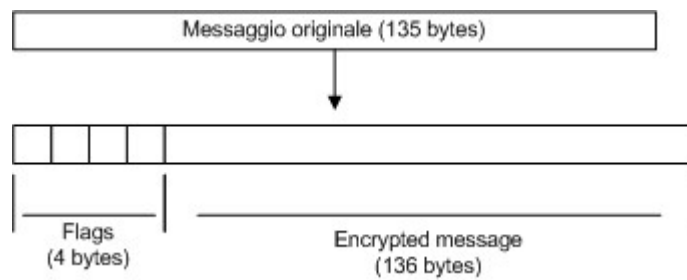 Messaggio originale (135 bytes)
Flags
(4 bytes)
Encrypted message
(136 bytes)